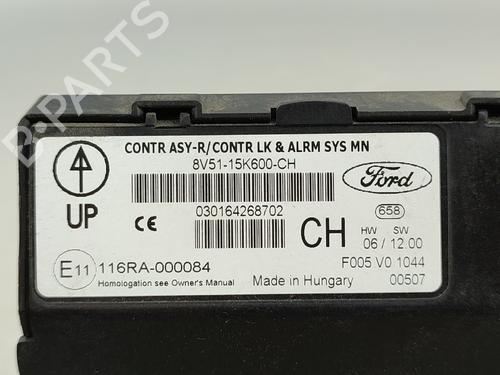 CONTR ASY-R/CONTR LK & ALRM SYS MN
8V51-15K600-CH
Ford
UP
CE
030164268702
CH
658
HW SW
06 / 12:00
E11 116RA-000084
F005 V0 1044
Homologation see Owner's Manual
Made in Hungary
00507
B-PARTS